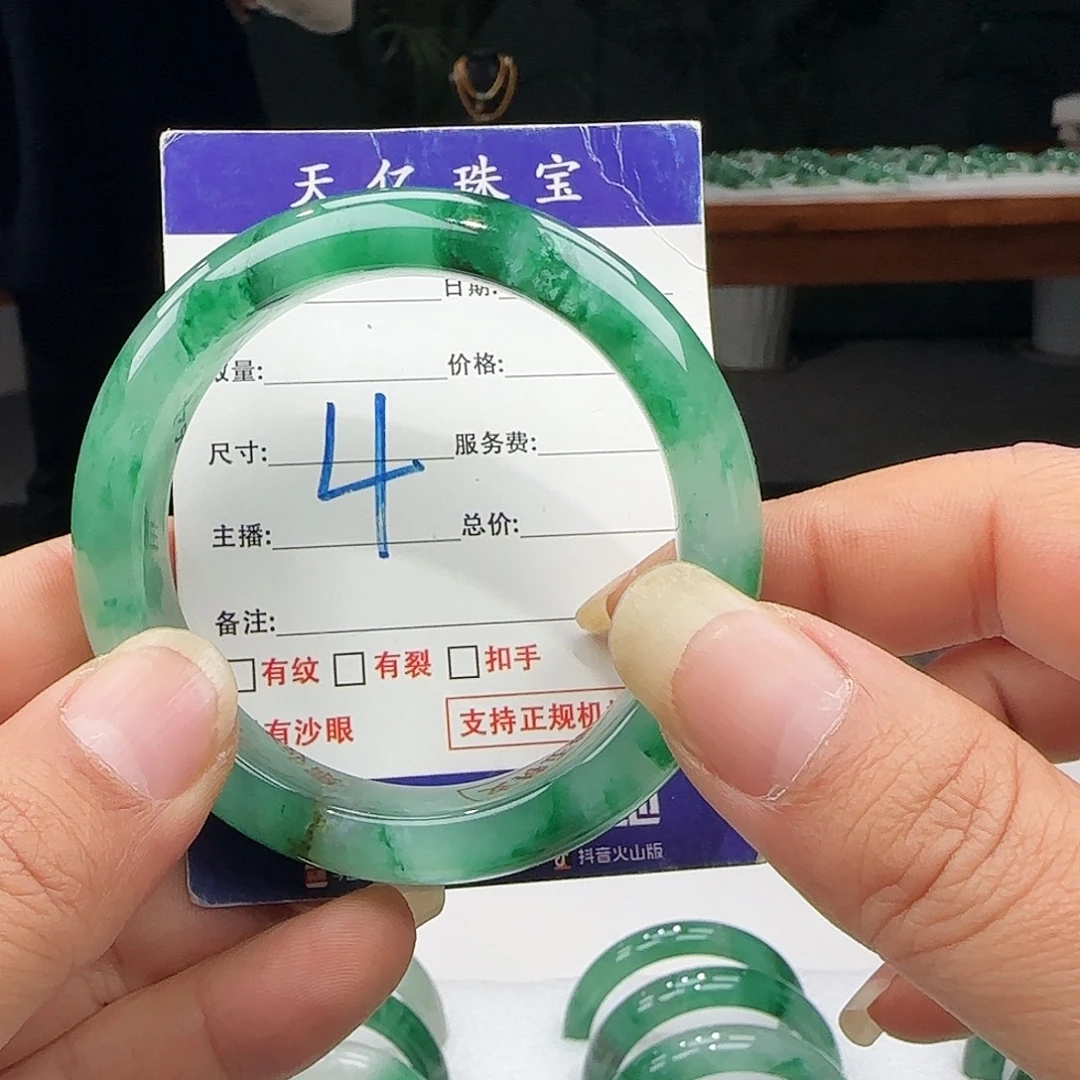 天亿珠宝
日期:
量: 价格:
尺寸: 4 服务费:
主播: 总价:
备注:
有纹 有裂 扣手
有沙眼 支持正规机
抖音火山版